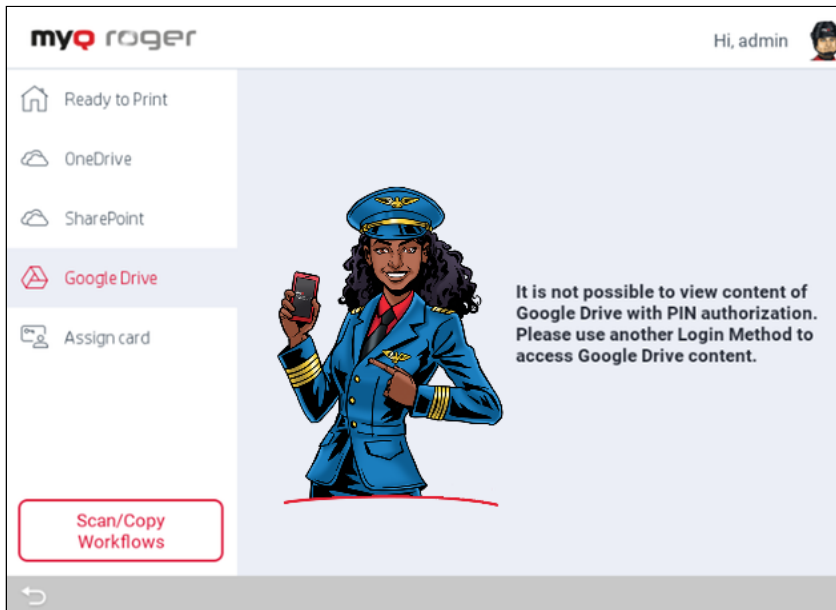 myQ roger
Hi, admin
Ready to Print
OneDrive
SharePoint
Google Drive
Assign card
It is not possible to view content of
Google Drive with PIN authorization.
Please use another Login Method to
access Google Drive content.
Scan/Copy
Workflows